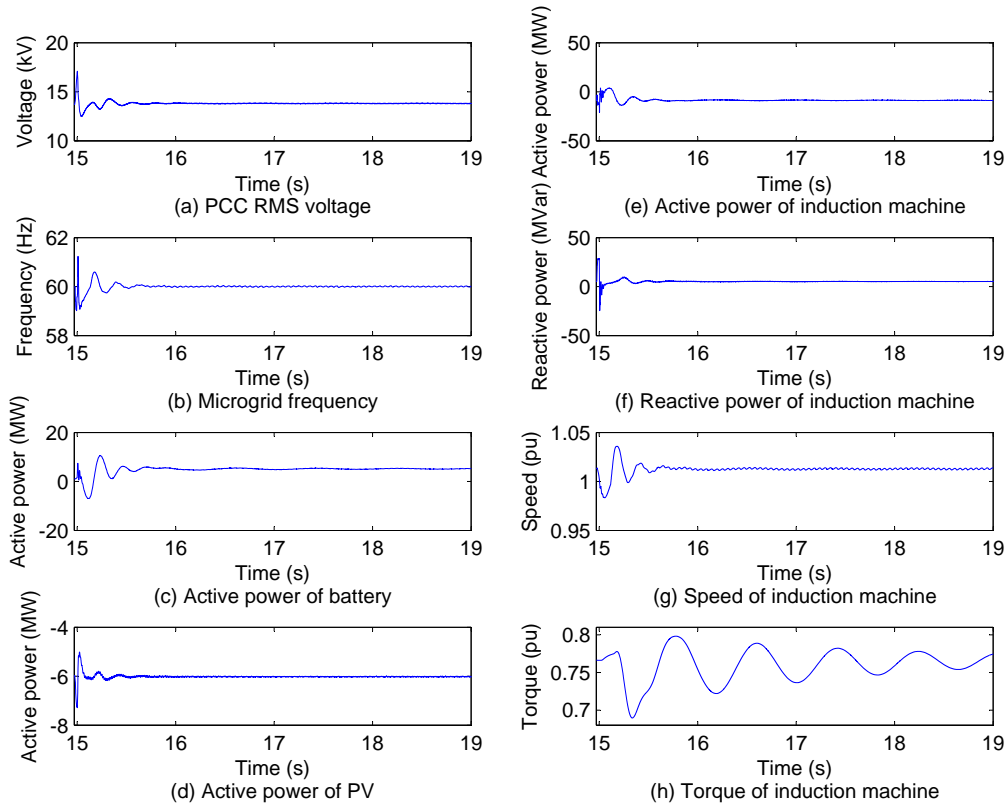 Voltage (kV)
20
15
10
15 16 17 18 19
Time (s)
(a) PCC RMS voltage
Frequency (Hz)
62
60
58
15 16 17 18 19
Time (s)
(b) Microgrid frequency
Active power (MW)
20
0
-20
15 16 17 18 19
Time (s)
(c) Active power of battery
Active power (MW)
-4
-6
-8
15 16 17 18 19
Time (s)
(d) Active power of PV
Active power (MW)
50
0
-50
15 16 17 18 19
Time (s)
(e) Active power of induction machine
Reactive power (MVar)
50
0
-50
15 16 17 18 19
Time (s)
(f) Reactive power of induction machine
Speed (pu)
1.05
1
0.95
15 16 17 18 19
Time (s)
(g) Speed of induction machine
Torque (pu)
0.8
0.7
15 16 17 18 19
Time (s)
(h) Torque of induction machine